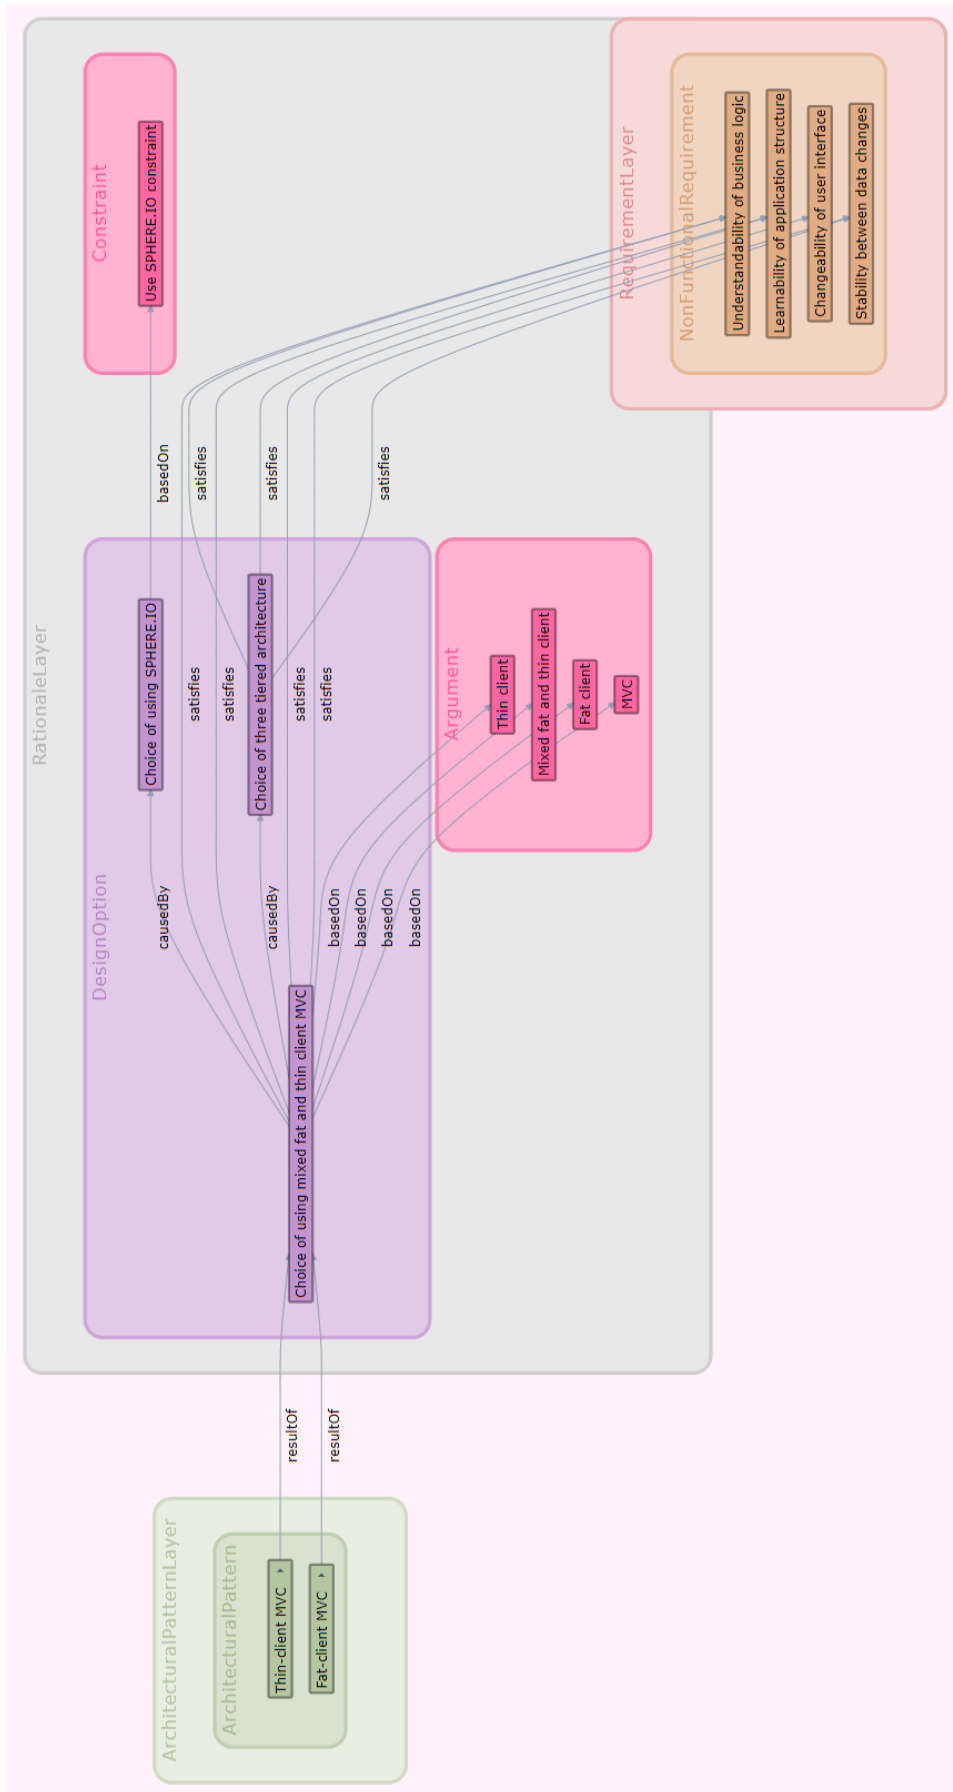 RationaleLayer
Constraint
Use SPHERE.IO constraint
RequirementLayer
NonFunctionalRequirement
Understandability of business logic
Learnability of application structure
Changeability of user interface
Stability between data changes
basedOn
satisfies
satisfies
satisfies
DesignOption
Choice of using SPHERE.IO
Choice of three tiered architecture
satisfies
satisfies
satisfies
satisfies
causedBy
causedBy
basedOn
basedOn
basedOn
basedOn
Choice of using mixed fat and thin client MVC
Argument
Thin client
Mixed fat and thin client
Fat client
MVC
resultOf
resultOf
ArchitecturalPatternLayer
ArchitecturalPattern
Thin-client MVC
Fat-client MVC